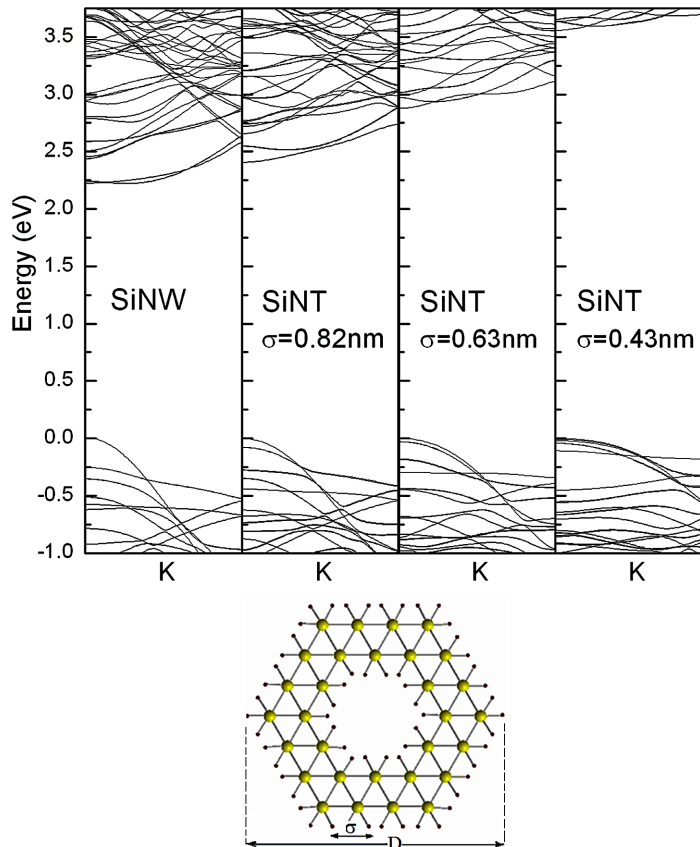 3.5
3.0
2.5
2.0
1.5
1.0
0.5
0.0
-0.5
-1.0
Energy (eV)
SiNW
SiNT
σ=0.82nm
SiNT
σ=0.63nm
SiNT
σ=0.43nm
K K K K
σ
D